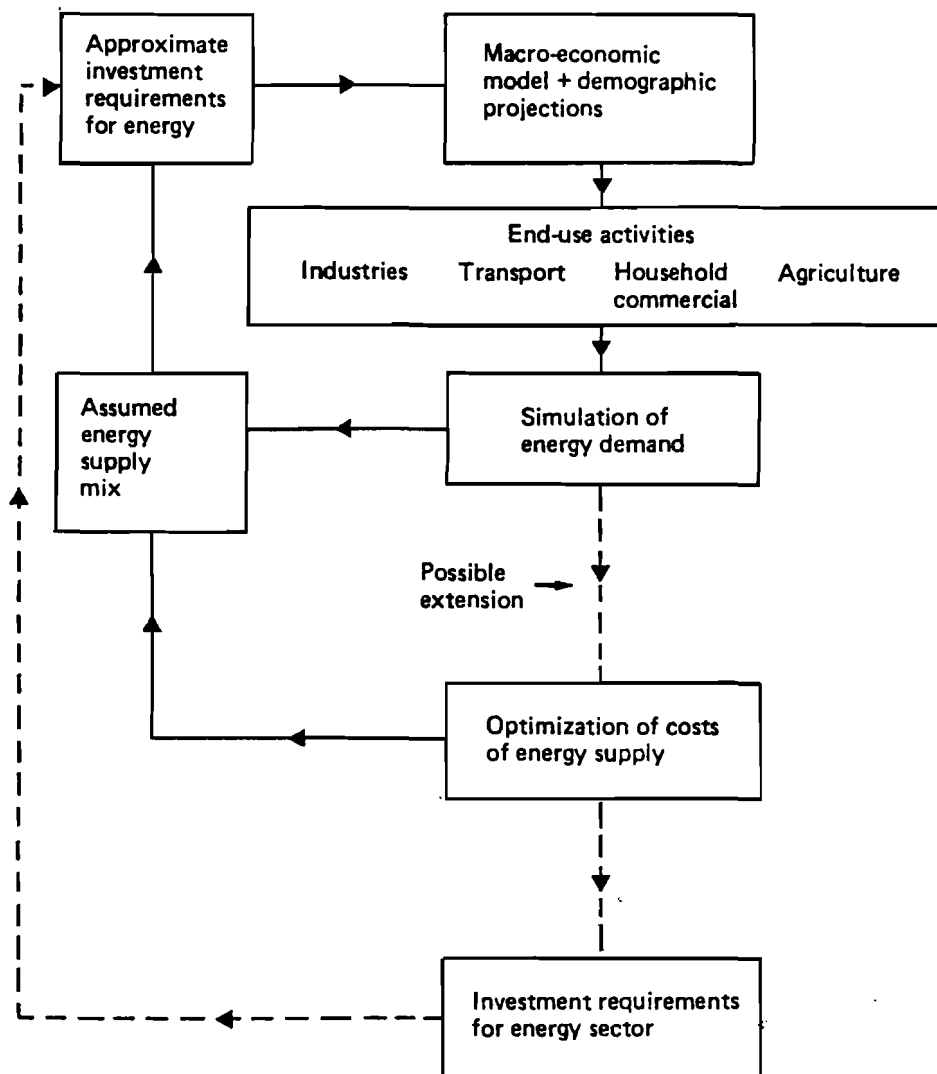 Approximate
investment
requirements
for energy
Macro-economic
model + demographic
projections
End-use activities
Industries Transport Household commercial Agriculture
Assumed
energy
supply
mix
Simulation of
energy demand
Possible
extension
Optimization of costs
of energy supply
Investment requirements
for energy sector